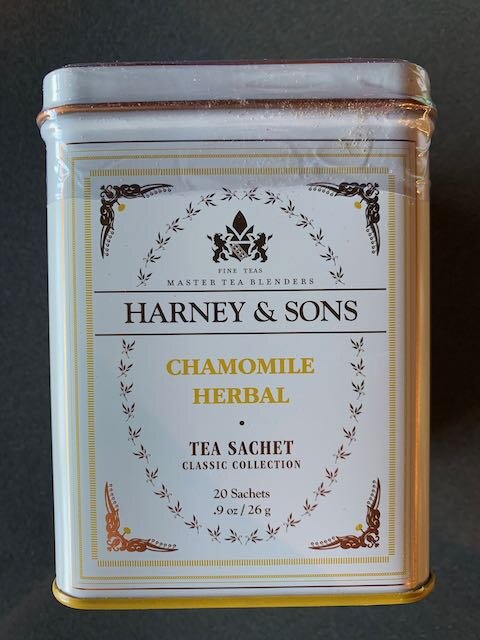 FINE TEAS
MASTER TEA BLENDERS
HARNEY & SONS
CHAMOMILE
HERBAL
•
TEA SACHET
CLASSIC COLLECTION
20 Sachets
.9 oz / 26 g